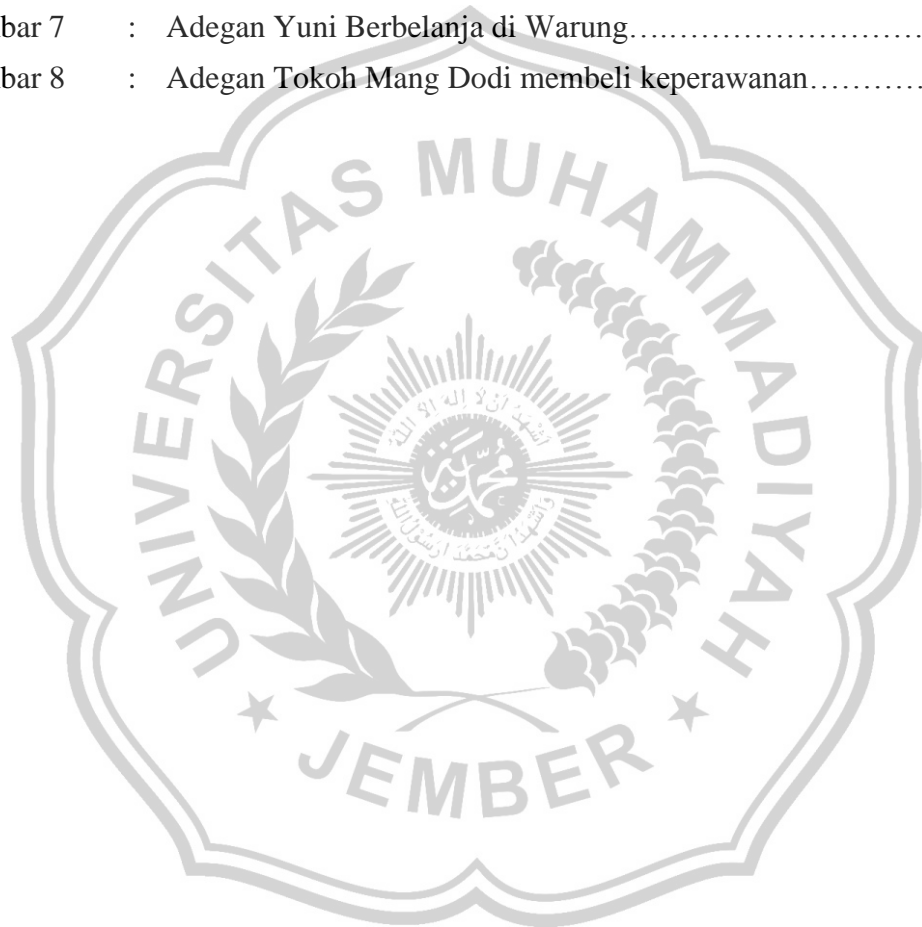 bar 7 : Adegan Yuni Berbelanja di Warung….……………………
bar 8 : Adegan Tokoh Mang Dodi membeli keperawanan…………
UNIVERSITAS MUHAMMADIYAH
JEMBER